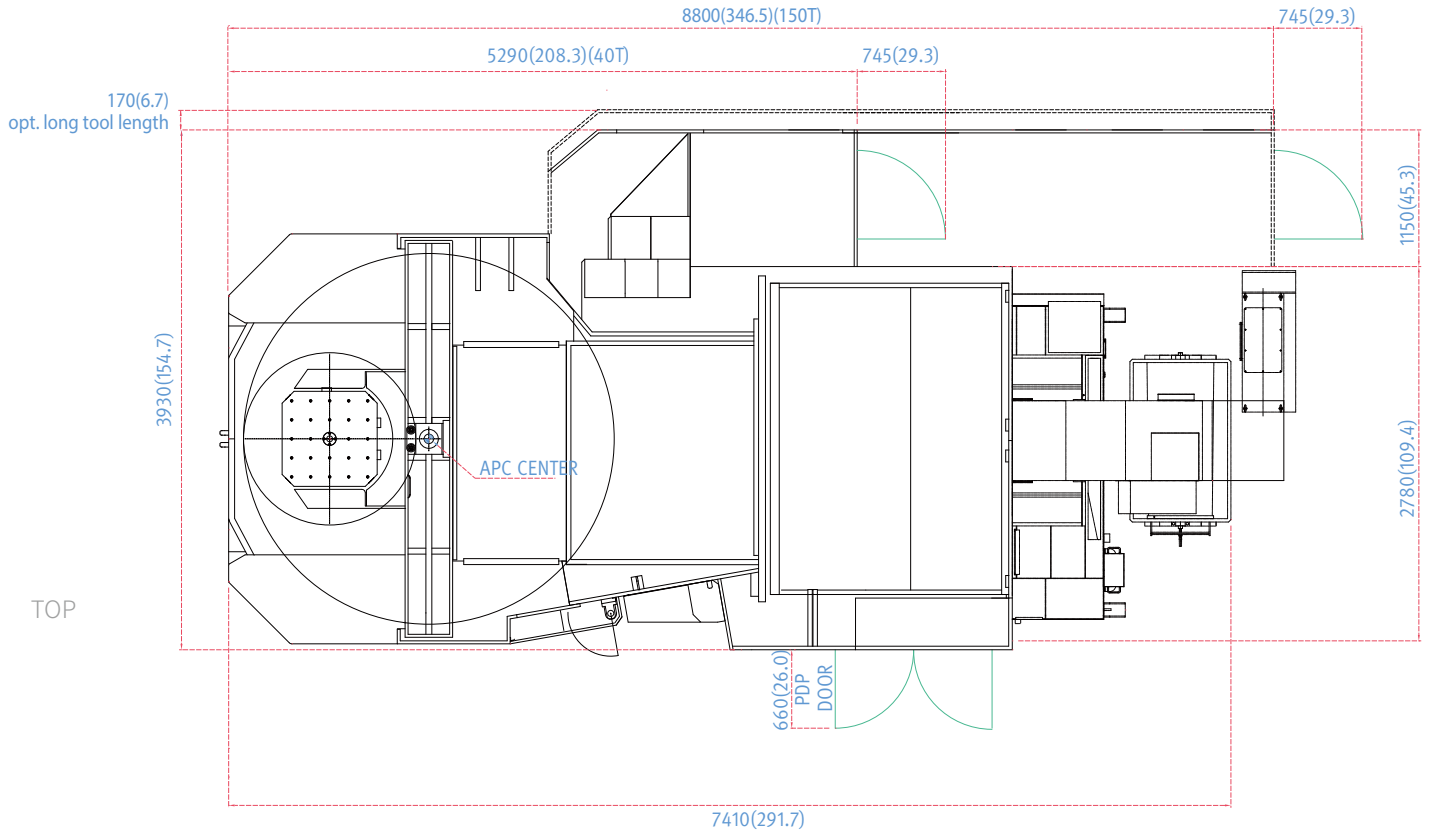 8800(346.5)(150T)
745(29.3)
5290(208.3)(40T)
745(29.3)
170(6.7)
opt. long tool length
1150(45.3)
3930(154.7)
APC CENTER
2780(109.4)
TOP
660(26.0)
PDP
DOOR
7410(291.7)